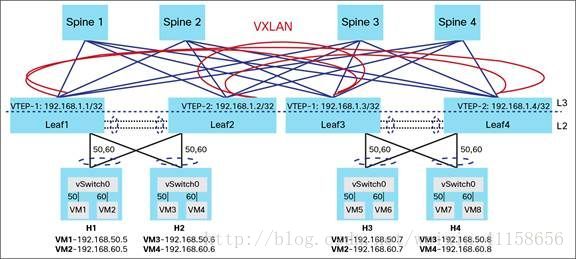 Spine 1 Spine 2 VXLAN Spine 3 Spine 4
VTEP-1: 192.168.1.1/32 VTEP-2: 192.168.1.2/32 VTEP-1: 192.168.1.3/32 VTEP-2: 192.168.1.4/32 L3
Leaf1 Leaf2 Leaf3 Leaf4 L2
50,60 50,60 50,60 50,60
vSwitch0 vSwitch0 vSwitch0 vSwitch0
50 60 50 60 50 60 50 60
VM1 VM2 VM3 VM4 VM5 VM6 VM7 VM8
H1 H2 H3 H4
VM1-192.168.50.5 VM3-192.168.50.6 VM1-192.168.50.7 VM3-192.168.50.8
VM2-192.168.60.5 VM4-192.168.60.6 VM2-192.168.60.7 VM4-192.168.60.8